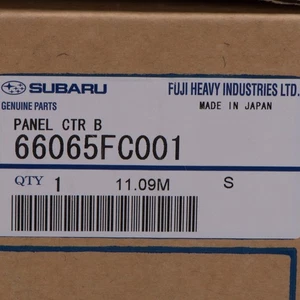 SUBARU FUJI HEAVY INDUSTRIES LTD.
GENUINE PARTS MADE IN JAPAN
PANEL CTR B
66065FC001
QTY 1 11.09M S